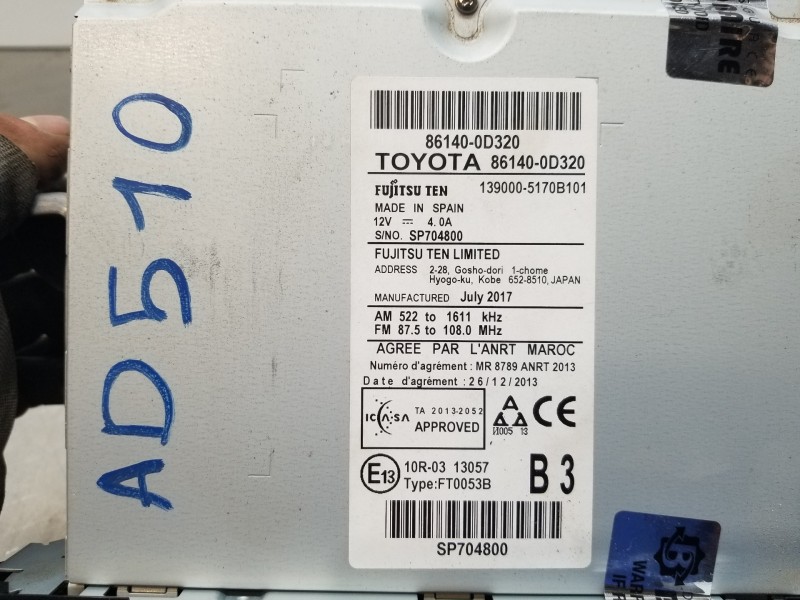 AD510
86140-0D320
TOYOTA 86140-0D320
FUJITSU TEN 139000-5170B101
MADE IN SPAIN
12V ⎓ 4.0A
S/NO. SP704800
FUJITSU TEN LIMITED
ADDRESS 2-28, Gosho-dori 1-chome
Hyogo-ku, Kobe 652-8510, JAPAN
MANUFACTURED July 2017
AM 522 to 1611 kHz
FM 87.5 to 108.0 MHz
AGREE PAR L'ANRT MAROC
Numéro d'agrément: MR 8789 ANRT 2013
Date d'agrément: 26/12/2013
ICASA TA 2013-2052
APPROVED
CE
И005 13
E13 10R-03 13057
Type:FT0053B
B 3
SP704800